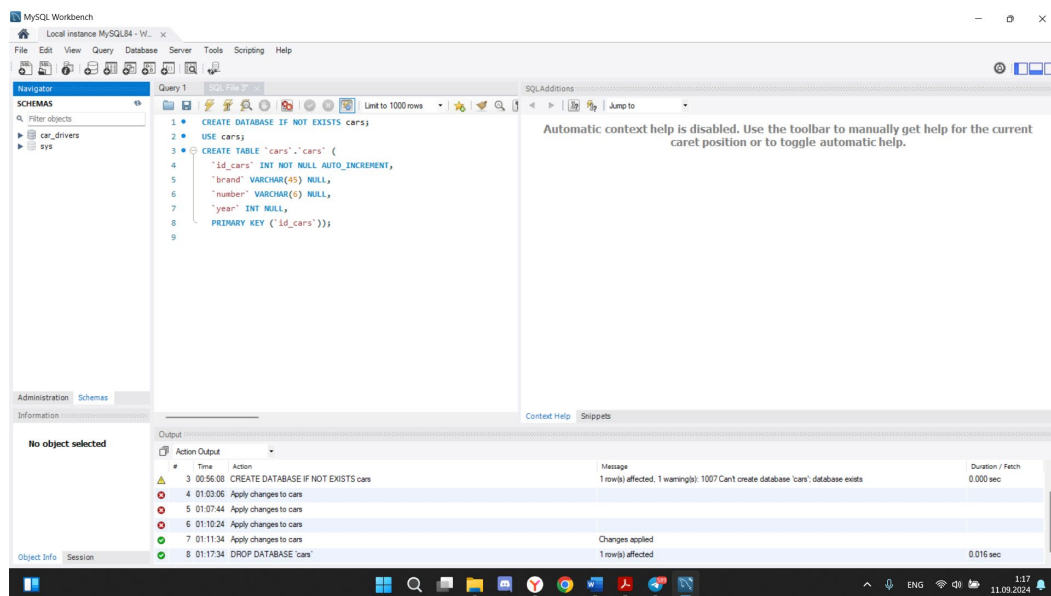 MySQL Workbench
Local instance MySQL84 - W... ×
File Edit View Query Database Server Tools Scripting Help
Navigator
SCHEMAS
Filter objects
car_drivers
sys
Administration Schemas
Information
No object selected
Object Info Session
Query 1 SQL File 3* ×
Limit to 1000 rows
1 CREATE DATABASE IF NOT EXISTS cars;
2 USE cars;
3 CREATE TABLE `cars`.`cars` (
4 `id_cars` INT NOT NULL AUTO_INCREMENT,
5 `brand` VARCHAR(45) NULL,
6 `number` VARCHAR(6) NULL,
7 `year` INT NULL,
8 PRIMARY KEY (`id_cars`));
9
SQLAdditions
Jump to
Automatic context help is disabled. Use the toolbar to manually get help for the current
caret position or to toggle automatic help.
Context Help Snippets
Output
Action Output
# Time Action Message Duration / Fetch
3 00:56:08 CREATE DATABASE IF NOT EXISTS cars 1 row(s) affected, 1 warning(s): 1007 Can't create database 'cars'; database exists 0.000 sec
4 01:03:06 Apply changes to cars
5 01:07:44 Apply changes to cars
6 01:10:24 Apply changes to cars
7 01:11:34 Apply changes to cars Changes applied
8 01:17:34 DROP DATABASE `cars` 1 row(s) affected 0.016 sec
ENG
1:17
11.09.2024